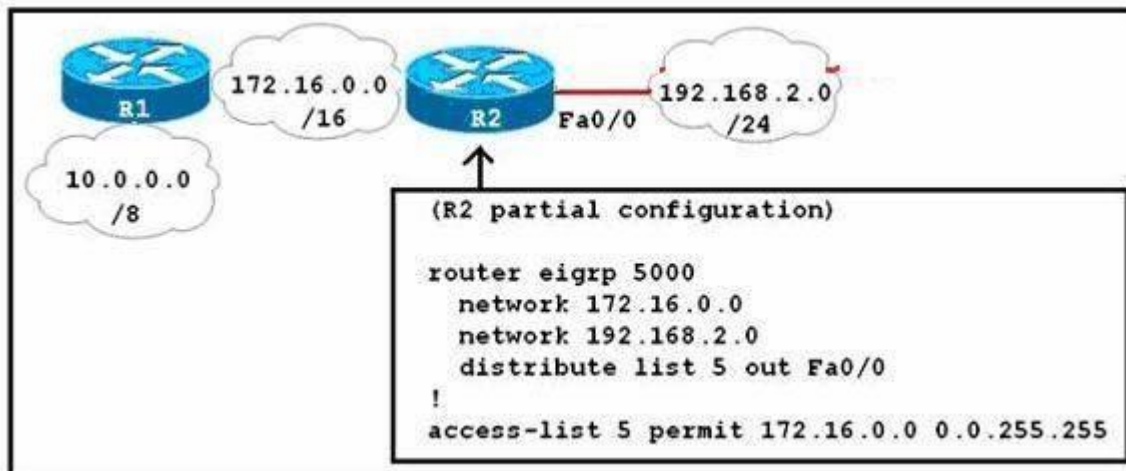 R1
172.16.0.0
/16
R2
Fa0/0
192.168.2.0
/24
10.0.0.0
/8
(R2 partial configuration)
router eigrp 5000
network 172.16.0.0
network 192.168.2.0
distribute list 5 out Fa0/0
!
access-list 5 permit 172.16.0.0 0.0.255.255